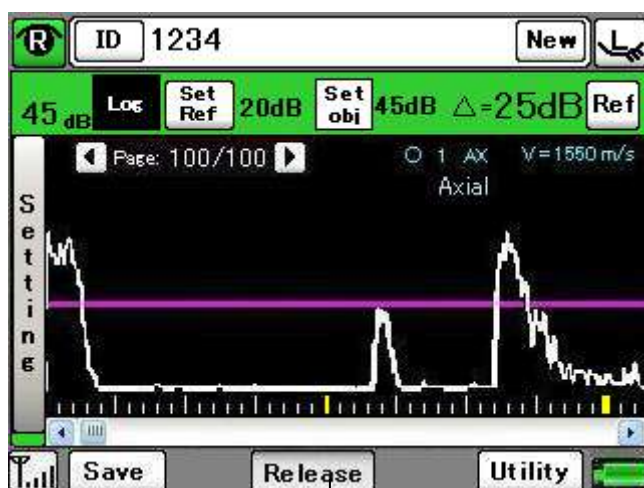 R ID 1234 New L
45 dB Log Set Ref 20dB Set obj 45dB △=25dB Ref
Page: 100/100 O 1 AX V=1550 m/s
Axial
Setting
Save Release Utility